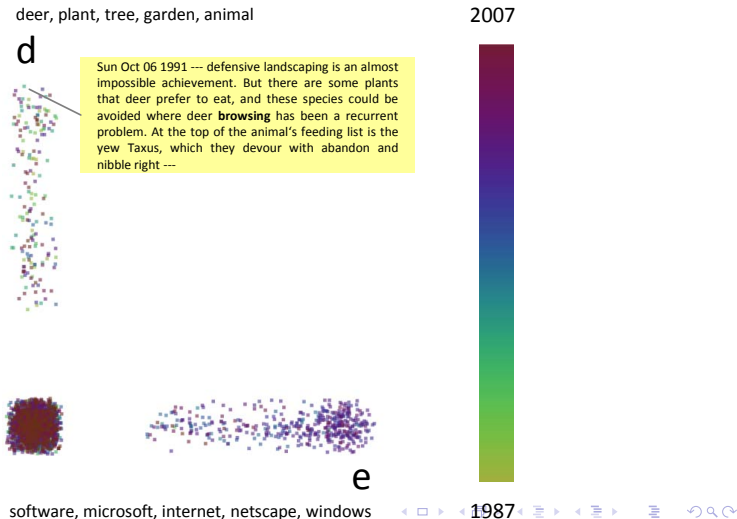 deer, plant, tree, garden, animal
2007
d
Sun Oct 06 1991 --- defensive landscaping is an almost
impossible achievement. But there are some plants
that deer prefer to eat, and these species could be
avoided where deer browsing has been a recurrent
problem. At the top of the animal‘s feeding list is the
yew Taxus, which they devour with abandon and
nibble right ---
e
software, microsoft, internet, netscape, windows
1987